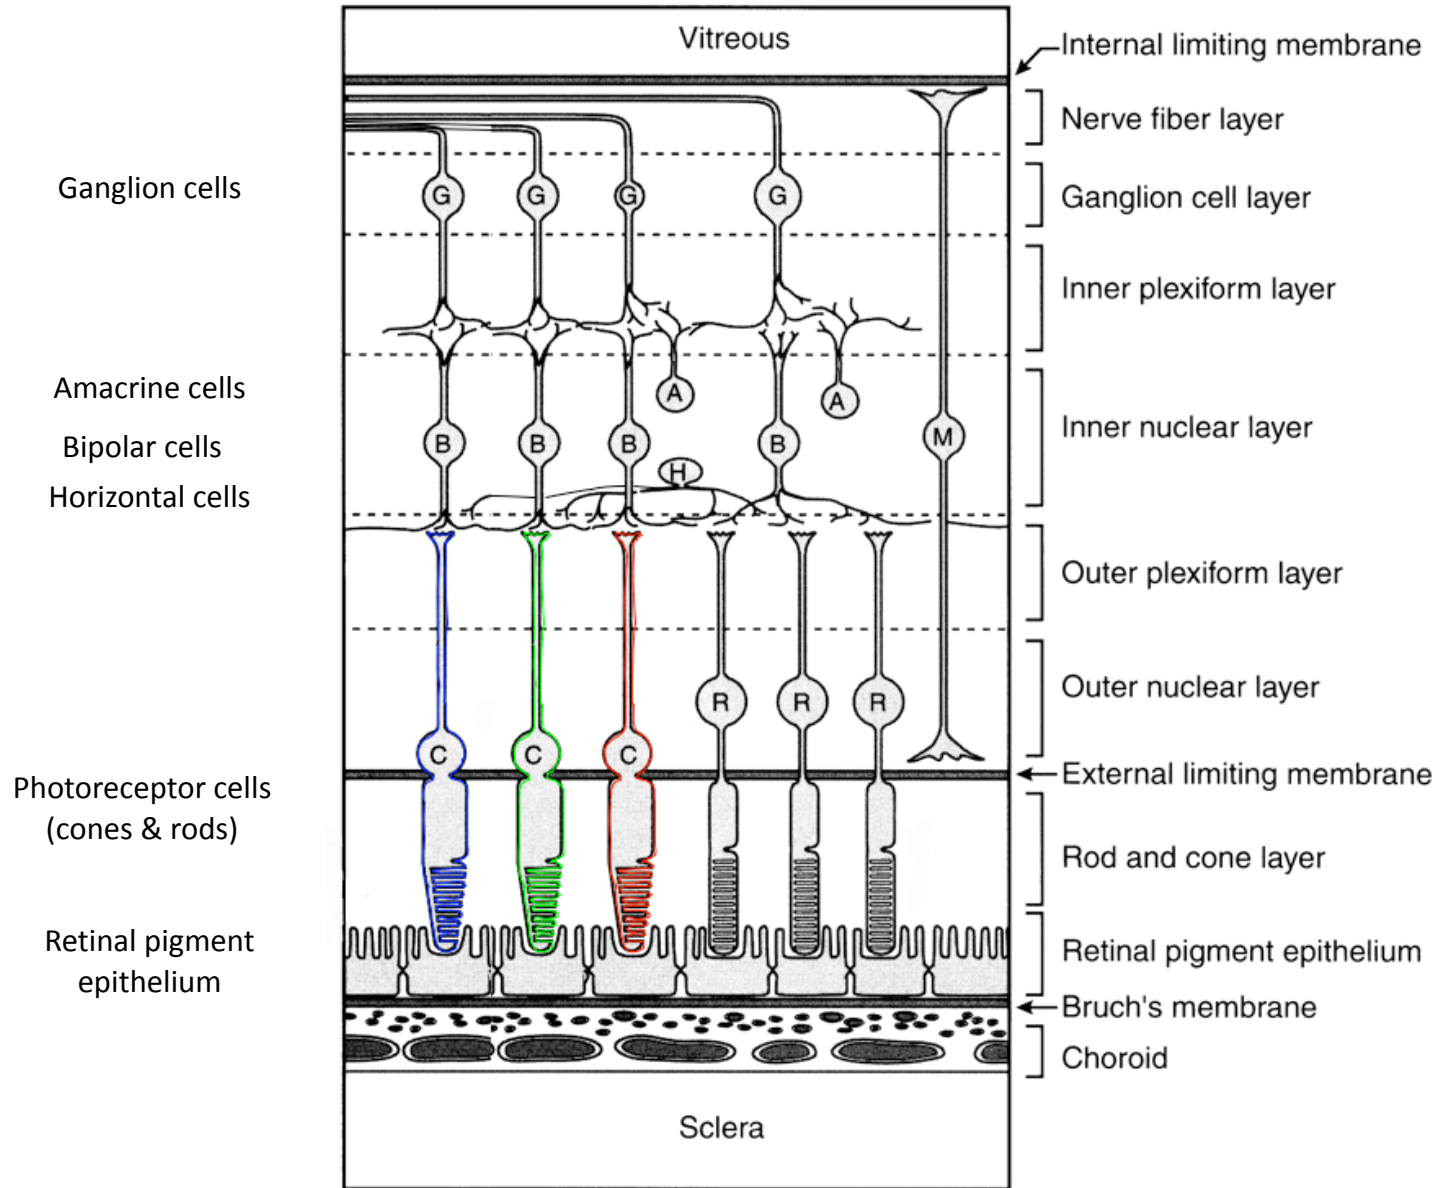 Vitreous
Internal limiting membrane
Nerve fiber layer
Ganglion cells
G G G G
Ganglion cell layer
Inner plexiform layer
Amacrine cells
A A
Bipolar cells
B B B B M
Inner nuclear layer
Horizontal cells
H
Outer plexiform layer
R R R
Outer nuclear layer
C C C
External limiting membrane
Photoreceptor cells
(cones & rods)
Rod and cone layer
Retinal pigment
epithelium
Retinal pigment epithelium
Bruch's membrane
Choroid
Sclera